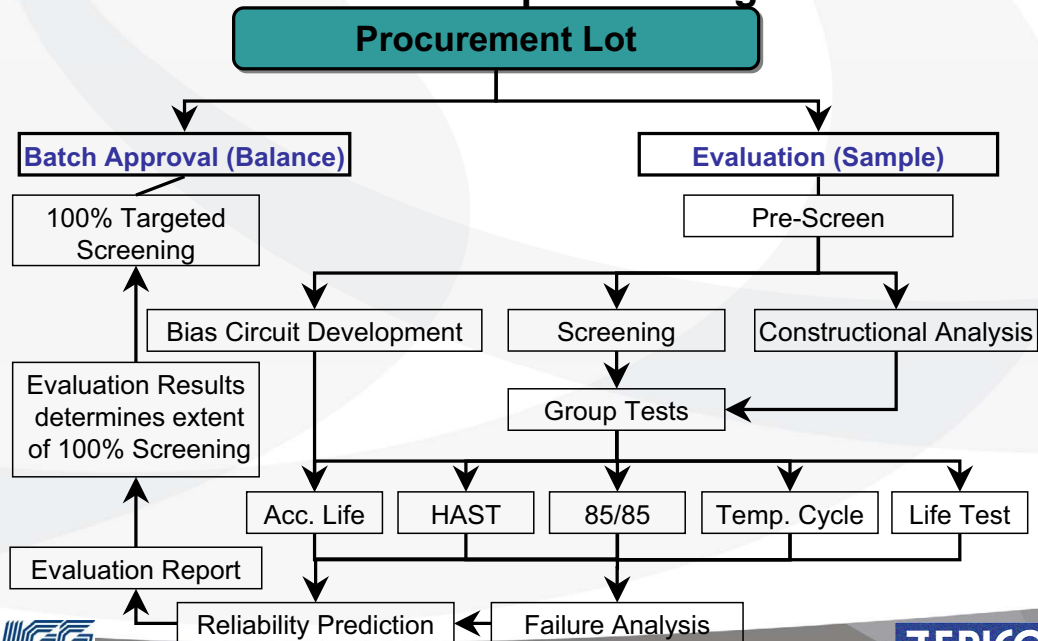 Procurement Lot
Batch Approval (Balance)
Evaluation (Sample)
100% Targeted
Screening
Pre-Screen
Bias Circuit Development
Screening
Constructional Analysis
Evaluation Results
determines extent
of 100% Screening
Group Tests
Acc. Life
HAST
85/85
Temp. Cycle
Life Test
Evaluation Report
Reliability Prediction
Failure Analysis